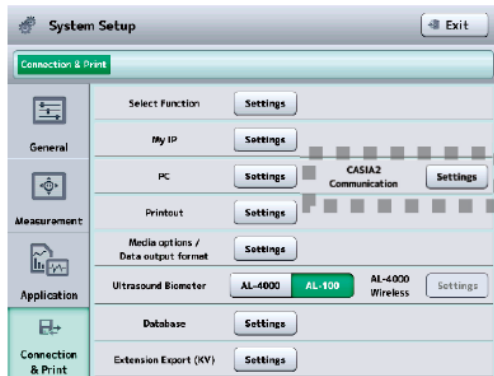 System Setup
Exit
Connection & Print
General
Measurement
Application
Connection
& Print
Select Function
Settings
My IP
Settings
PC
Settings
CASIA2
Communication
Settings
Printout
Settings
Media options /
Data output format
Settings
Ultrasound Biometer
AL-4000
AL-100
AL-4000
Wireless
Settings
Database
Settings
Extension Export (KV)
Settings